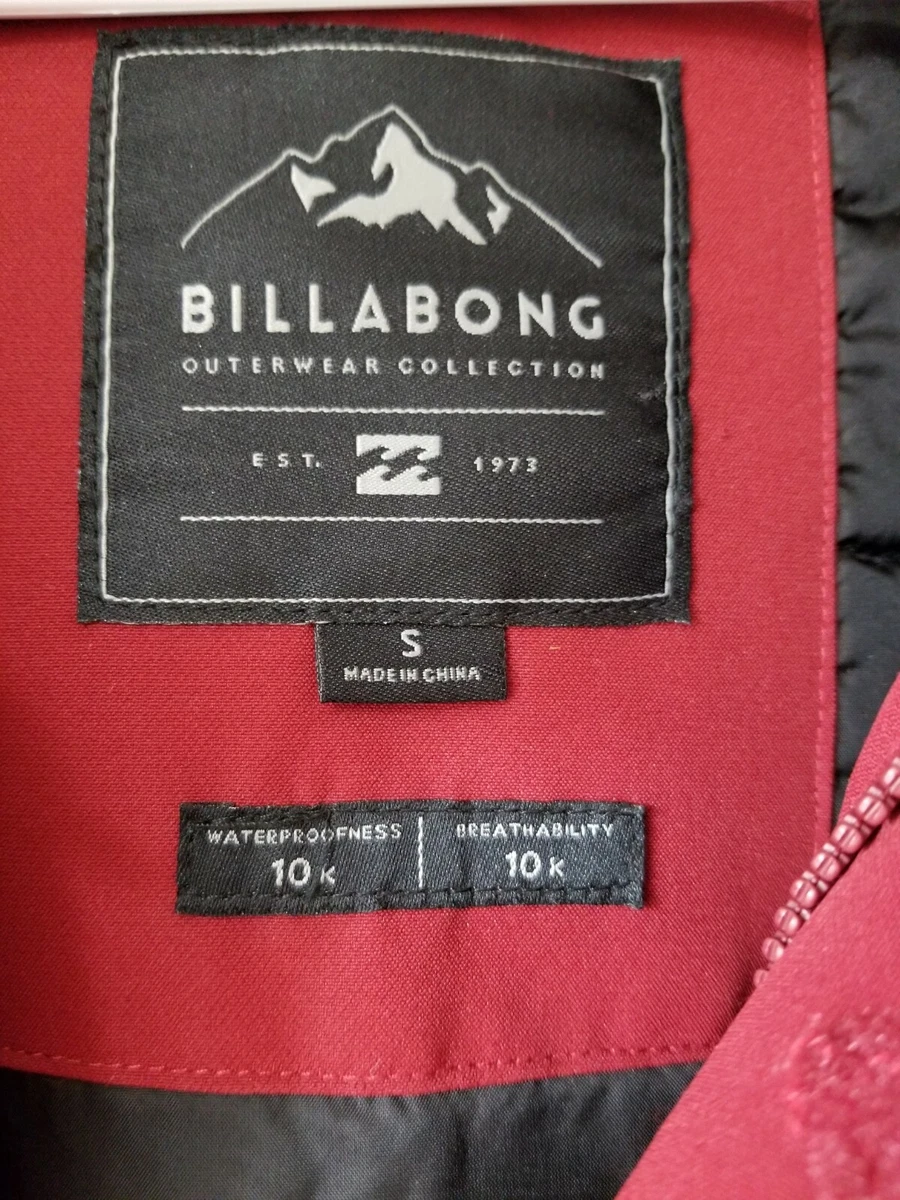 BILLABONG
OUTERWEAR COLLECTION
EST. 1973
S
MADE IN CHINA
WATERPROOFNESS BREATHABILITY
10K 10K